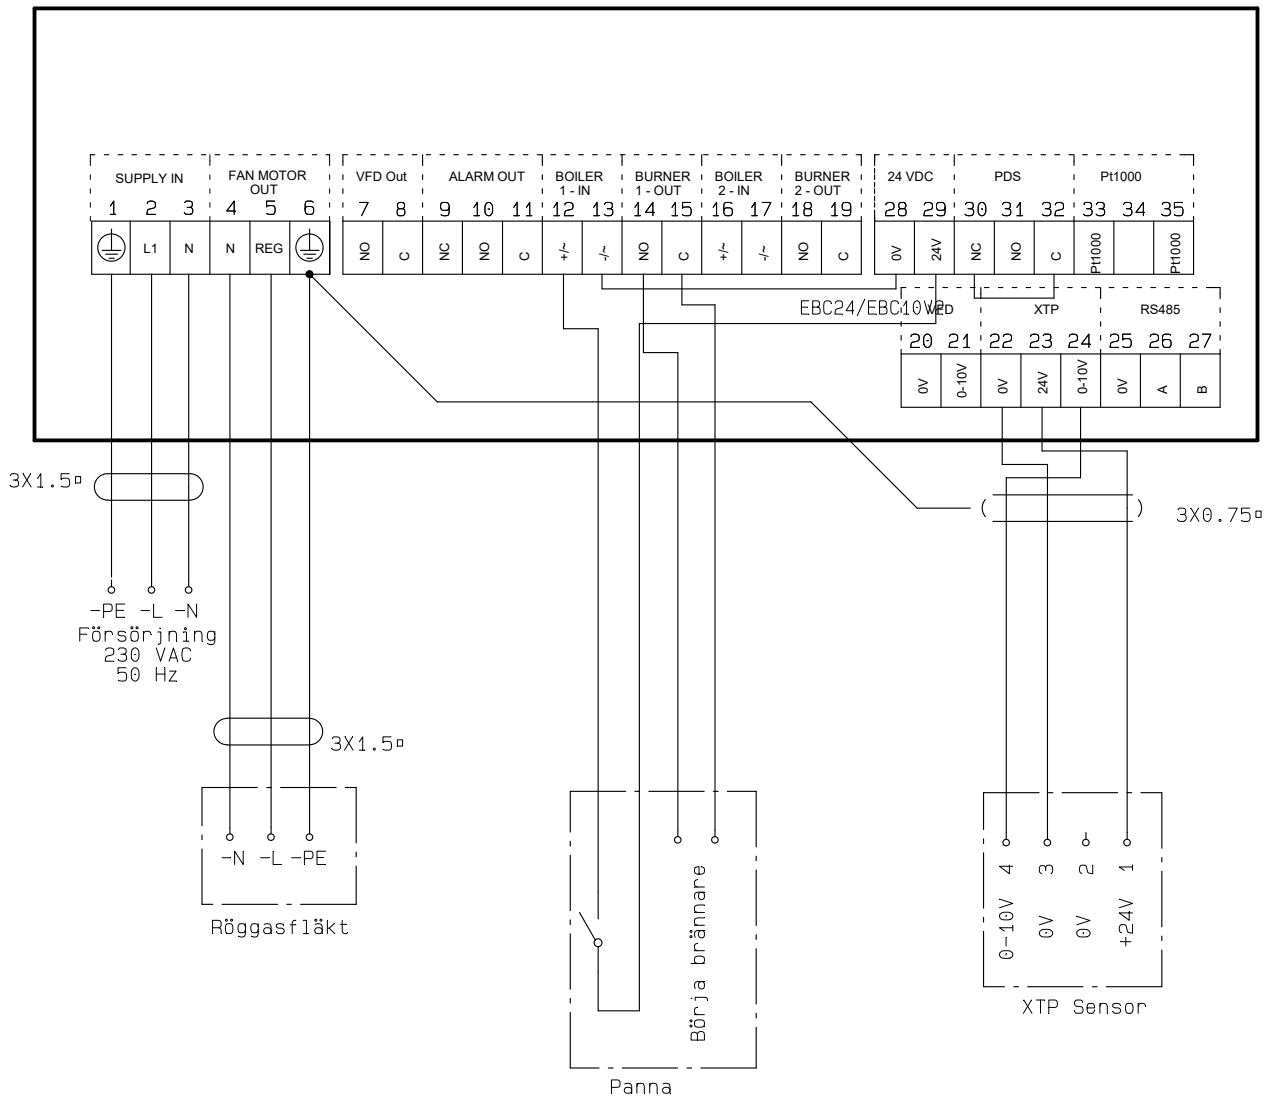 SUPPLY IN FAN MOTOR VFD Out ALARM OUT BOILER BURNER BOILER BURNER 24 VDC PDS Pt1000
OUT 1 - IN 1 - OUT 2 - IN 2 - OUT
1 2 3 4 5 6 7 8 9 10 11 12 13 14 15 16 17 18 19 28 29 30 31 32 33 34 35
L1 N N REG NO C NC NO C +/~ -/~ NO C +/~ -/~ NO C 0V 24V NC NO C Pt1000 Pt1000
EBC24/EBC10V2
VFD XTP RS485
20 21 22 23 24 25 26 27
0V 0-10V 0V 24V 0-10V 0V A B
3X1.5¤
3X0.75¤
-PE -L -N
Försörjning
230 VAC
50 Hz
3X1.5¤
-N -L -PE
Röggasfläkt
Börja brännare
Panna
4 3 2 1
0-10V 0V 0V +24V
XTP Sensor